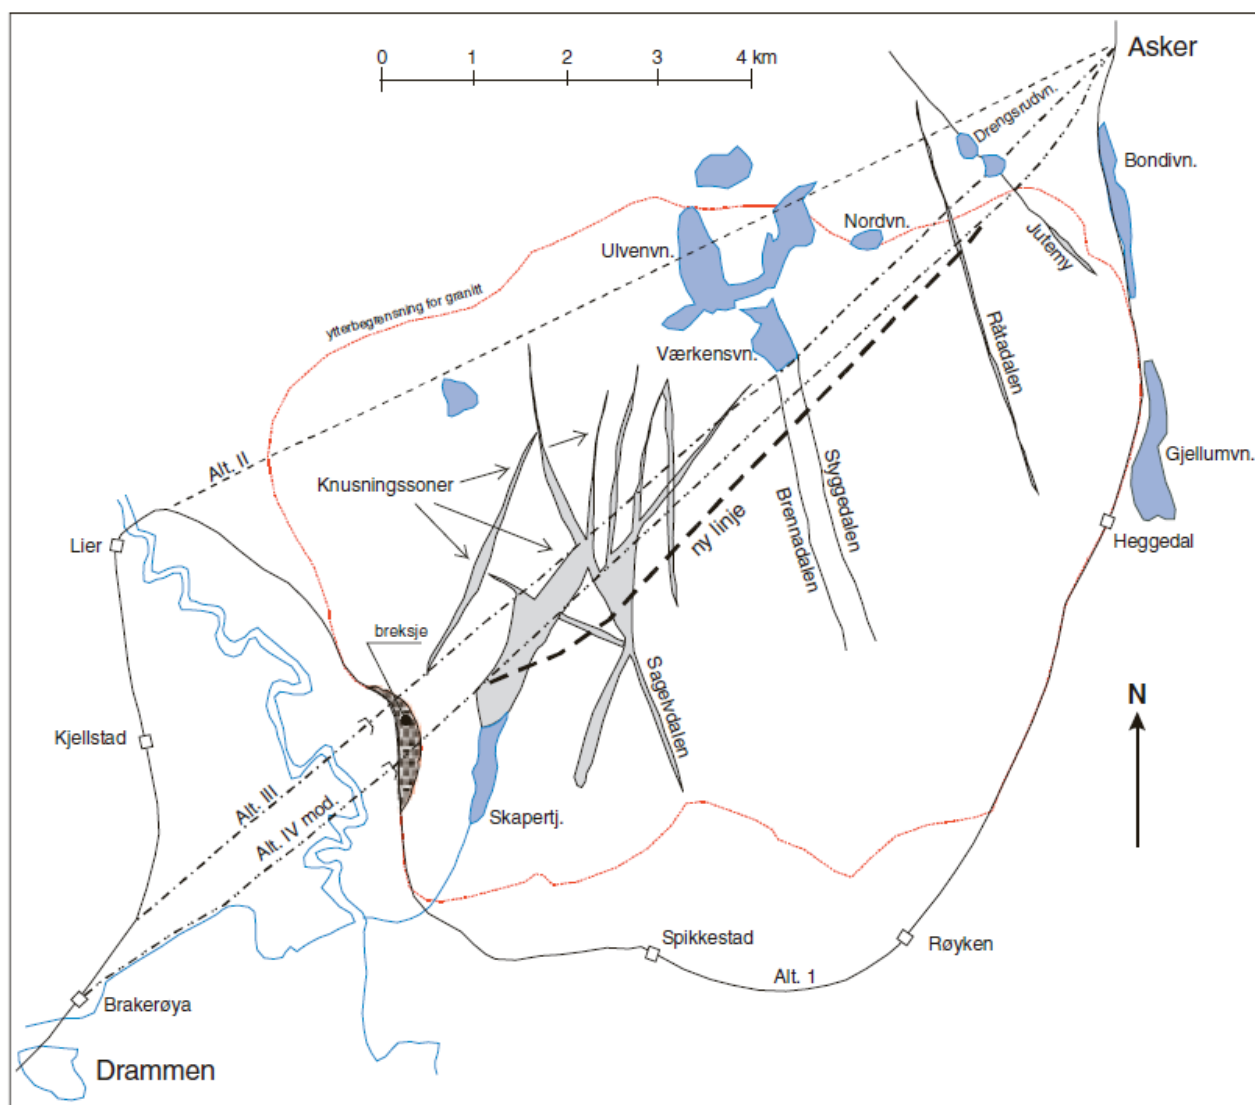 0 1 2 3 4 km
Asker
Drengsrudvn.
Bondivn.
Nordvn.
Ulvenvn.
Jutemy
ytterbegrensning for granitt
Råtadalen
Værkensvn.
Alt. II
Knusningssoner
Gjellumvn.
Styggedalen
Brennadalen
ny linje
Lier
Heggedal
breksje
Sagelvdalen
N
Kjellstad
Alt. III
Alt. IV mod.
Skapertj.
Spikkestad
Røyken
Alt. 1
Brakerøya
Drammen